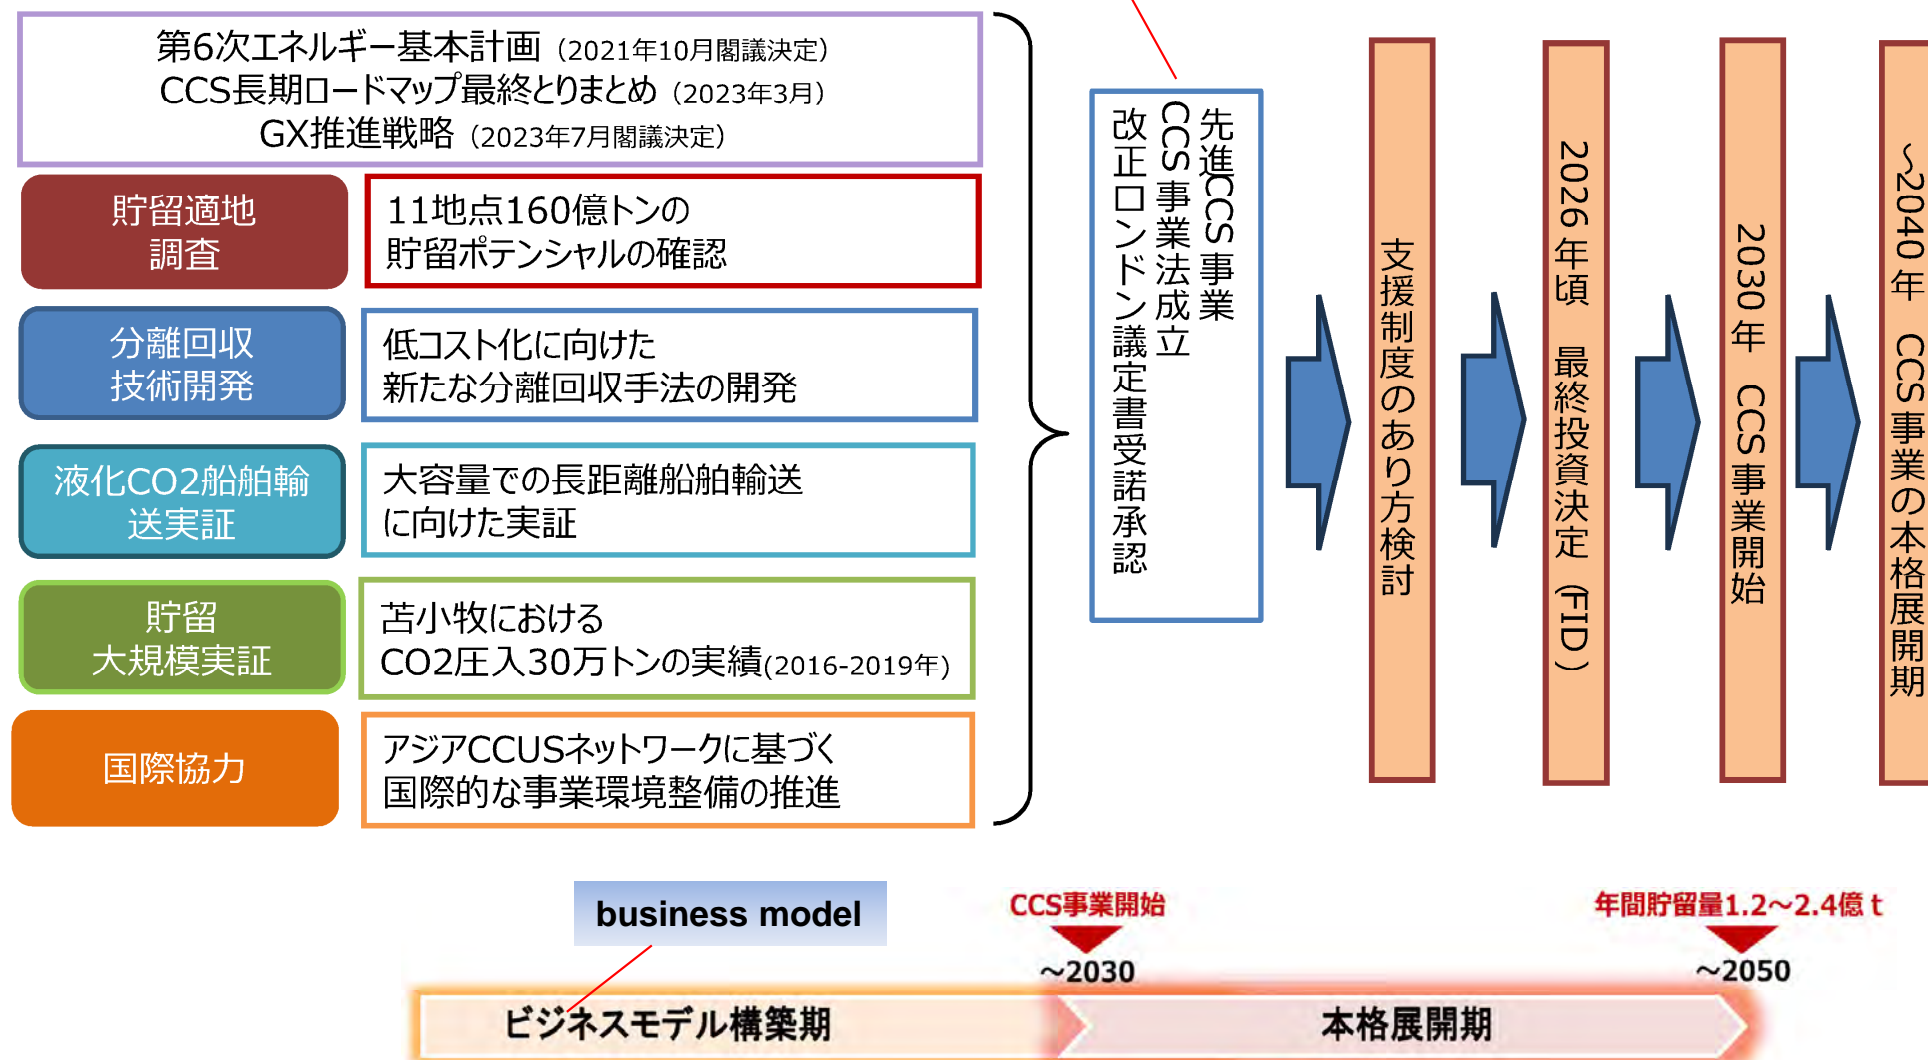 第6次エネルギー基本計画（2021年10月閣議決定）
CCS長期ロードマップ最終とりまとめ（2023年3月）
GX推進戦略（2023年7月閣議決定）
貯留適地
調査
11地点160億トンの
貯留ポテンシャルの確認
分離回収
技術開発
低コスト化に向けた
新たな分離回収手法の開発
液化CO2船舶輸
送実証
大容量での長距離船舶輸送
に向けた実証
貯留
大規模実証
苫小牧における
CO2圧入30万トンの実績(2016-2019年)
国際協力
アジアCCUSネットワークに基づく
国際的な事業環境整備の推進
先進CCS事業
CCS事業法成立
改正ロンドン議定書受諾承認
支援制度のあり方検討
2026年頃　最終投資決定（FID）
2030年　CCS事業開始
～2040年　CCS事業の本格展開期
business model
CCS事業開始
～2030
年間貯留量1.2～2.4億t
～2050
ビジネスモデル構築期
本格展開期